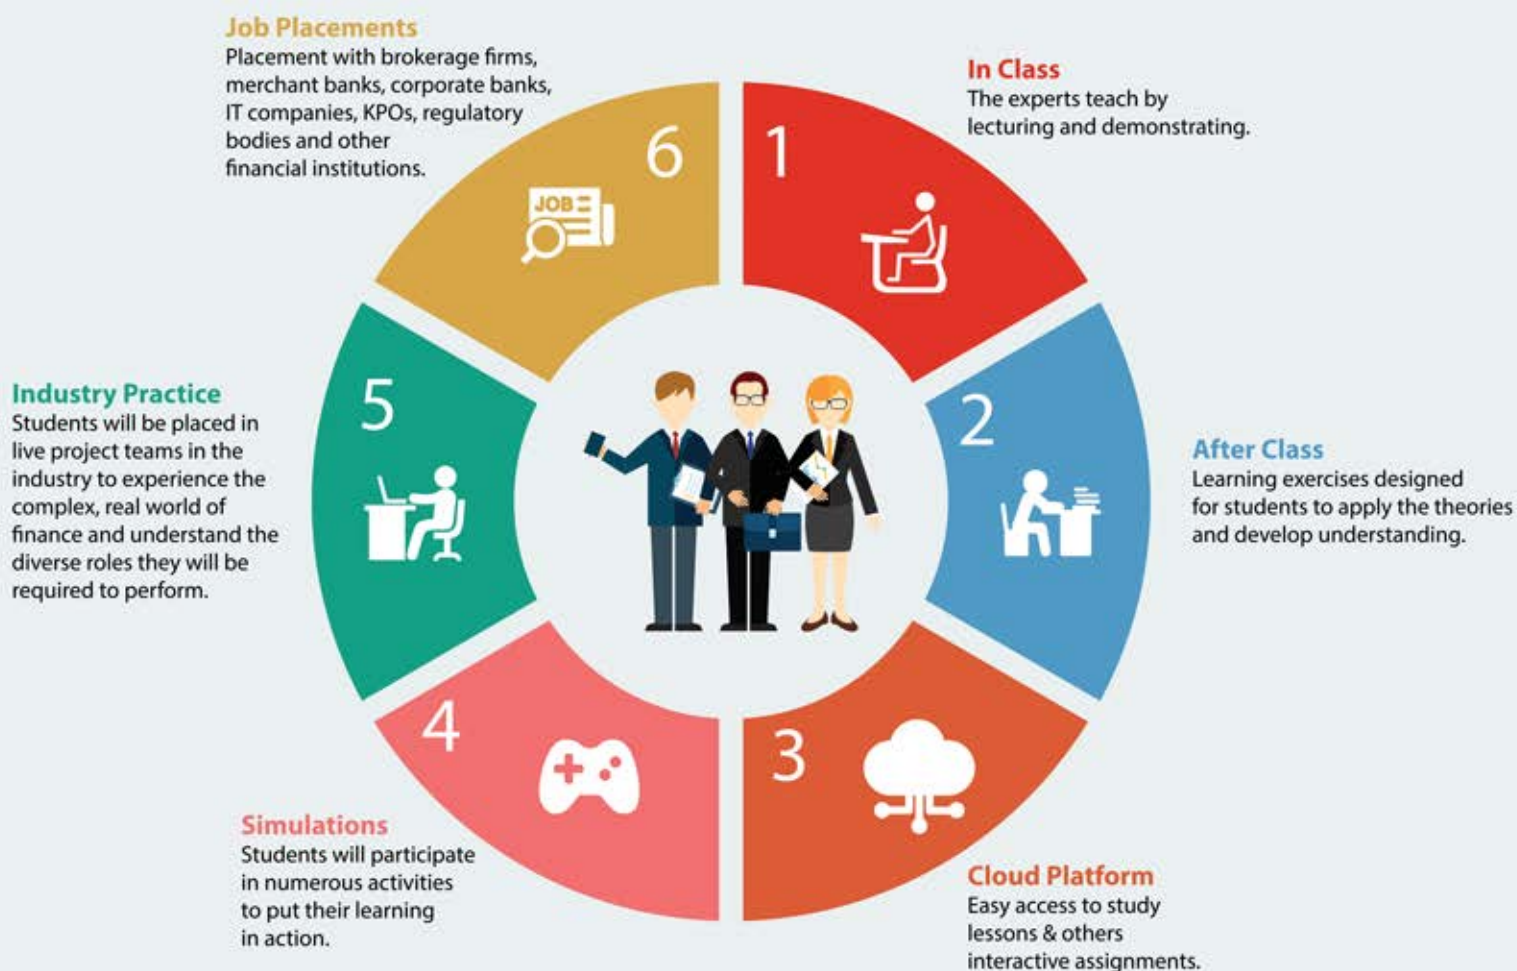 1
In Class
The experts teach by
lecturing and demonstrating.
2
After Class
Learning exercises designed
for students to apply the theories
and develop understanding.
3
Cloud Platform
Easy access to study
lessons & others
interactive assignments.
4
Simulations
Students will participate
in numerous activities
to put their learning
in action.
5
Industry Practice
Students will be placed in
live project teams in the
industry to experience the
complex, real world of
finance and understand the
diverse roles they will be
required to perform.
6
JOB
Job Placements
Placement with brokerage firms,
merchant banks, corporate banks,
IT companies, KPOs, regulatory
bodies and other
financial institutions.